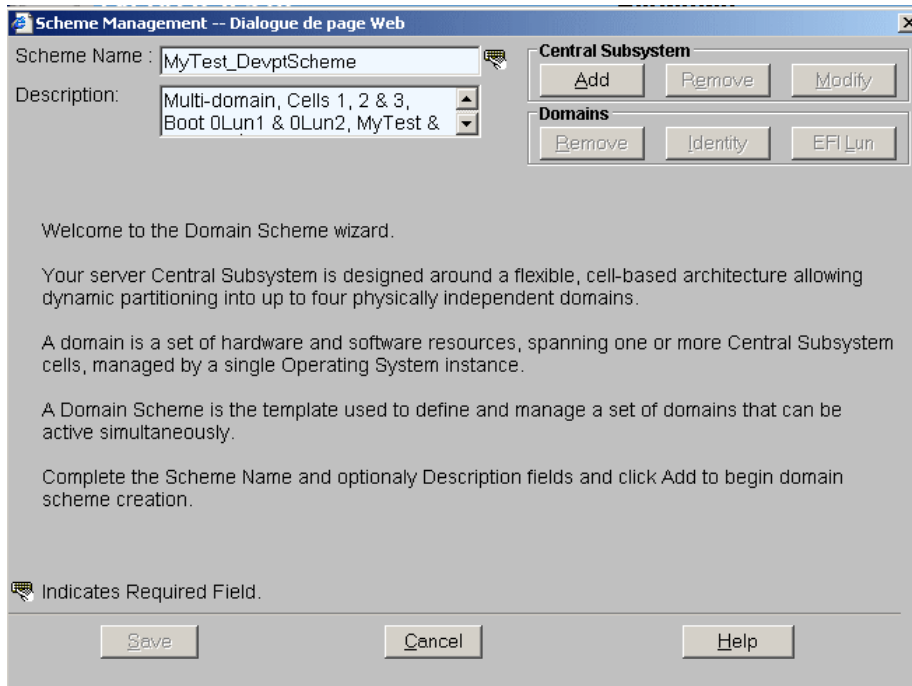 Scheme Management -- Dialogue de page Web
Scheme Name :
MyTest_DevptScheme
Description:
Multi-domain, Cells 1, 2 & 3,
Boot 0Lun1 & 0Lun2, MyTest &
Central Subsystem
Add Remove Modify
Domains
Remove Identity EFI Lun
Welcome to the Domain Scheme wizard.
Your server Central Subsystem is designed around a flexible, cell-based architecture allowing
dynamic partitioning into up to four physically independent domains.
A domain is a set of hardware and software resources, spanning one or more Central Subsystem
cells, managed by a single Operating System instance.
A Domain Scheme is the template used to define and manage a set of domains that can be
active simultaneously.
Complete the Scheme Name and optionaly Description fields and click Add to begin domain
scheme creation.
Indicates Required Field.
Save Cancel Help